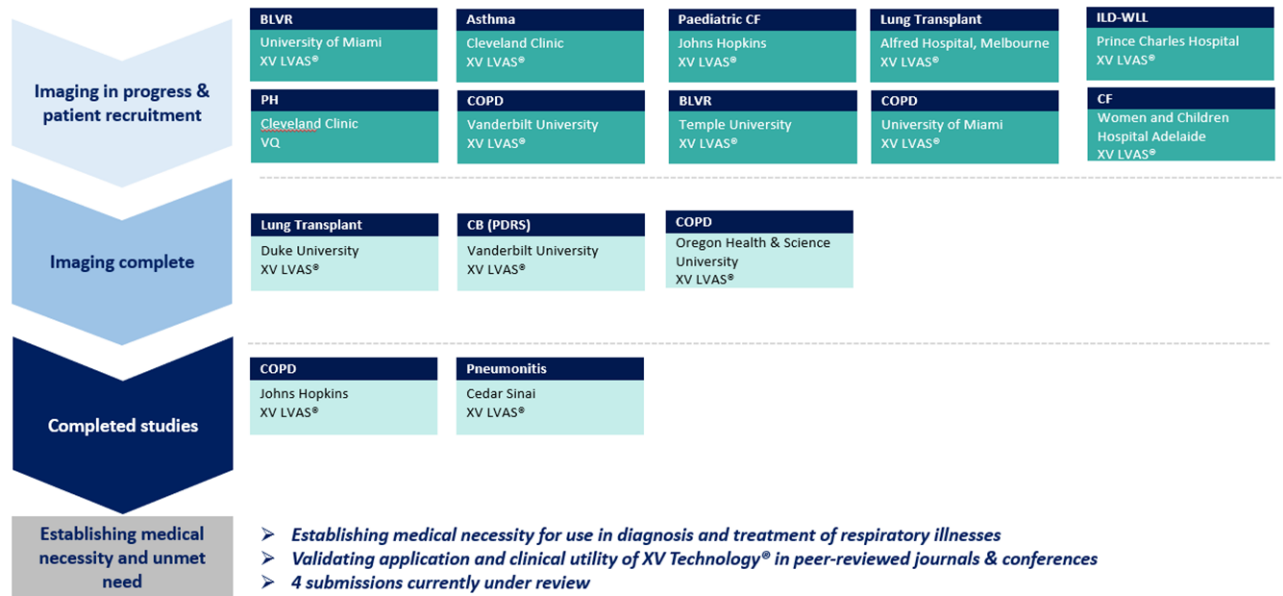 Imaging in progress &
patient recruitment
BLVR
University of Miami
XV LVAS®
Asthma
Cleveland Clinic
XV LVAS®
Paediatric CF
Johns Hopkins
XV LVAS®
Lung Transplant
Alfred Hospital, Melbourne
XV LVAS®
ILD-WLL
Prince Charles Hospital
XV LVAS®
PH
Cleveland Clinic
VQ
COPD
Vanderbilt University
XV LVAS®
BLVR
Temple University
XV LVAS®
COPD
University of Miami
XV LVAS®
CF
Women and Children
Hospital Adelaide
XV LVAS®
Imaging complete
Lung Transplant
Duke University
XV LVAS®
CB (PDRS)
Vanderbilt University
XV LVAS®
COPD
Oregon Health & Science
University
XV LVAS®
Completed studies
COPD
Johns Hopkins
XV LVAS®
Pneumonitis
Cedar Sinai
XV LVAS®
Establishing medical
necessity and unmet
need
➢ Establishing medical necessity for use in diagnosis and treatment of respiratory illnesses
➢ Validating application and clinical utility of XV Technology® in peer-reviewed journals & conferences
➢ 4 submissions currently under review